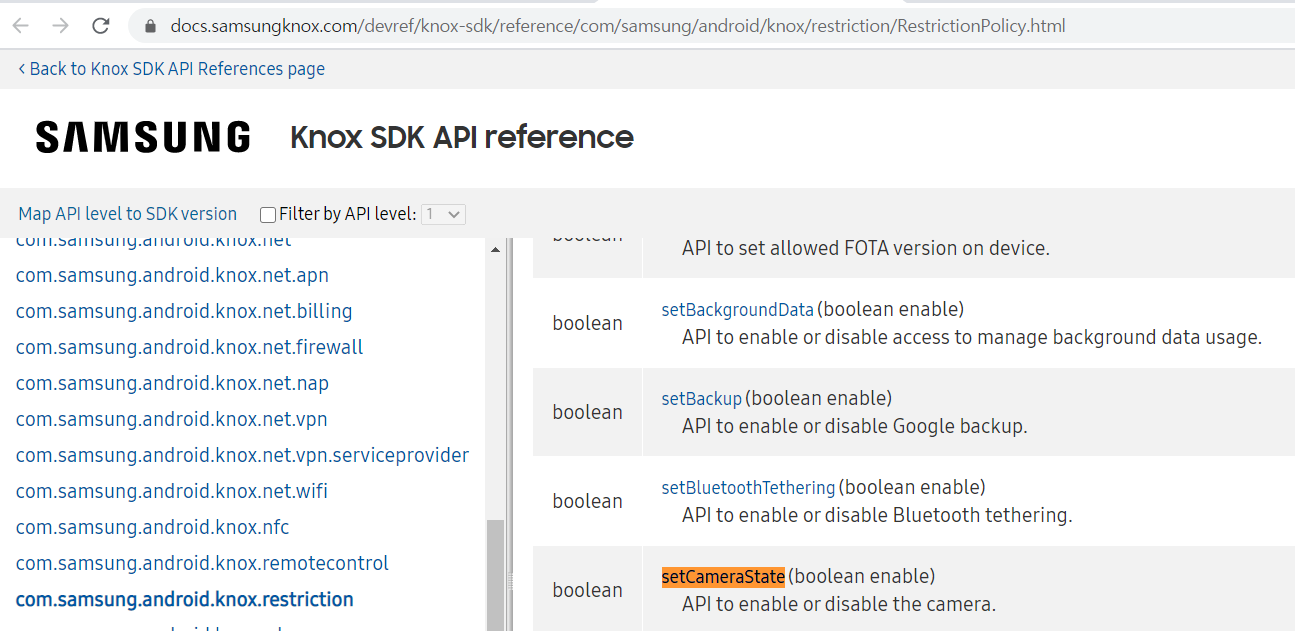 docs.samsungknox.com/devref/knox-sdk/reference/com/samsung/android/knox/restriction/RestrictionPolicy.html
‹ Back to Knox SDK API References page
SAMSUNG Knox SDK API reference
Map API level to SDK version Filter by API level: 1
com.samsung.android.knox.net
com.samsung.android.knox.net.apn
com.samsung.android.knox.net.billing
com.samsung.android.knox.net.firewall
com.samsung.android.knox.net.nap
com.samsung.android.knox.net.vpn
com.samsung.android.knox.net.vpn.serviceprovider
com.samsung.android.knox.net.wifi
com.samsung.android.knox.nfc
com.samsung.android.knox.remotecontrol
com.samsung.android.knox.restriction
boolean
API to set allowed FOTA version on device.
boolean
setBackgroundData(boolean enable)
API to enable or disable access to manage background data usage.
boolean
setBackup(boolean enable)
API to enable or disable Google backup.
boolean
setBluetoothTethering(boolean enable)
API to enable or disable Bluetooth tethering.
boolean
setCameraState(boolean enable)
API to enable or disable the camera.